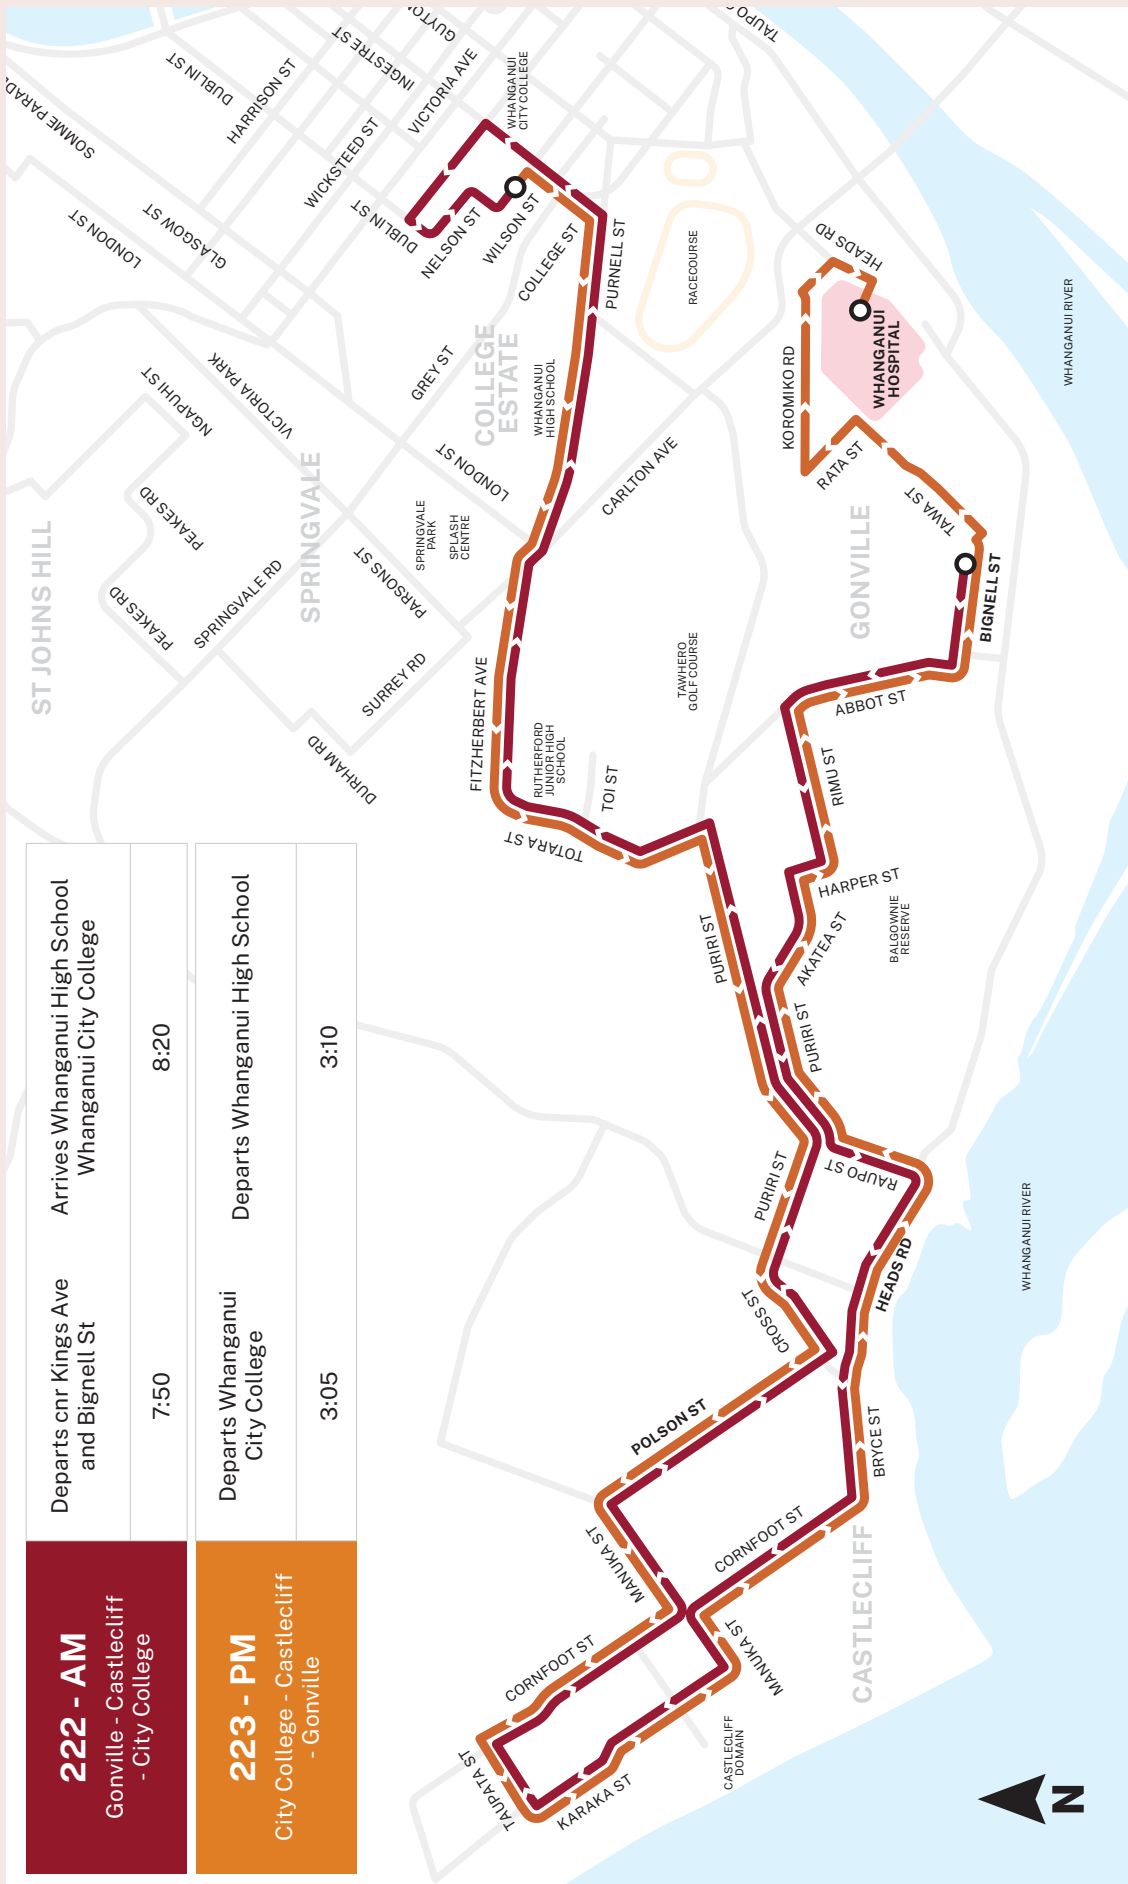 222 - AM
Gonville - Castlecliff
- City College
Departs cnr Kings Ave
and Bignell St
Arrives Whanganui High School
Whanganui City College
7:50
8:20
223 - PM
City College - Castlecliff
- Gonville
Departs Whanganui
City College
Departs Whanganui High School
3:05
3:10
ST JOHNS HILL
SPRINGVALE
COLLEGE
ESTATE
GONVILLE
CASTLECLIFF
SOMME PARAD
DUBLIN ST
HARRISON ST
INGESTRE ST
GUYTO
VICTORIA AVE
TAUPO
WHANGANUI
CITY COLLEGE
LONDON ST
GLASGOW ST
WICKSTEED ST
DUBLIN ST
NELSON ST
WILSON ST
COLLEGE ST
PURNELL ST
RACECOURSE
HEADS RD
WHANGANUI
HOSPITAL
KOROMIKO RD
RATA ST
TAWA ST
BIGNELL ST
WHANGANUI RIVER
NGAPUHI ST
VICTORIA PARK
GREY ST
WHANGANUI
HIGH SCHOOL
LONDON ST
CARLTON AVE
PEAKES RD
PEAKES RD
SPRINGVALE RD
PARSONS ST
SPRINGVALE
PARK
SPLASH
CENTRE
SURREY RD
DURHAM RD
FITZHERBERT AVE
RUTHERFORD
JUNIOR HIGH
SCHOOL
TOI ST
TOTARA ST
TAWHERO
GOLF COURSE
ABBOT ST
RIMU ST
HARPER ST
AKATEA ST
BALGOWNIE
RESERVE
PURIRI ST
PURIRI ST
PURIRI ST
RAUPO ST
HEADS RD
CROSS ST
POLSON ST
BRYCE ST
WHANGANUI RIVER
MANUKA ST
CORNFOOT ST
CORNFOOT ST
MANUKA ST
TAUPATA ST
KARAKA ST
CASTLECLIFF
DOMAIN
N